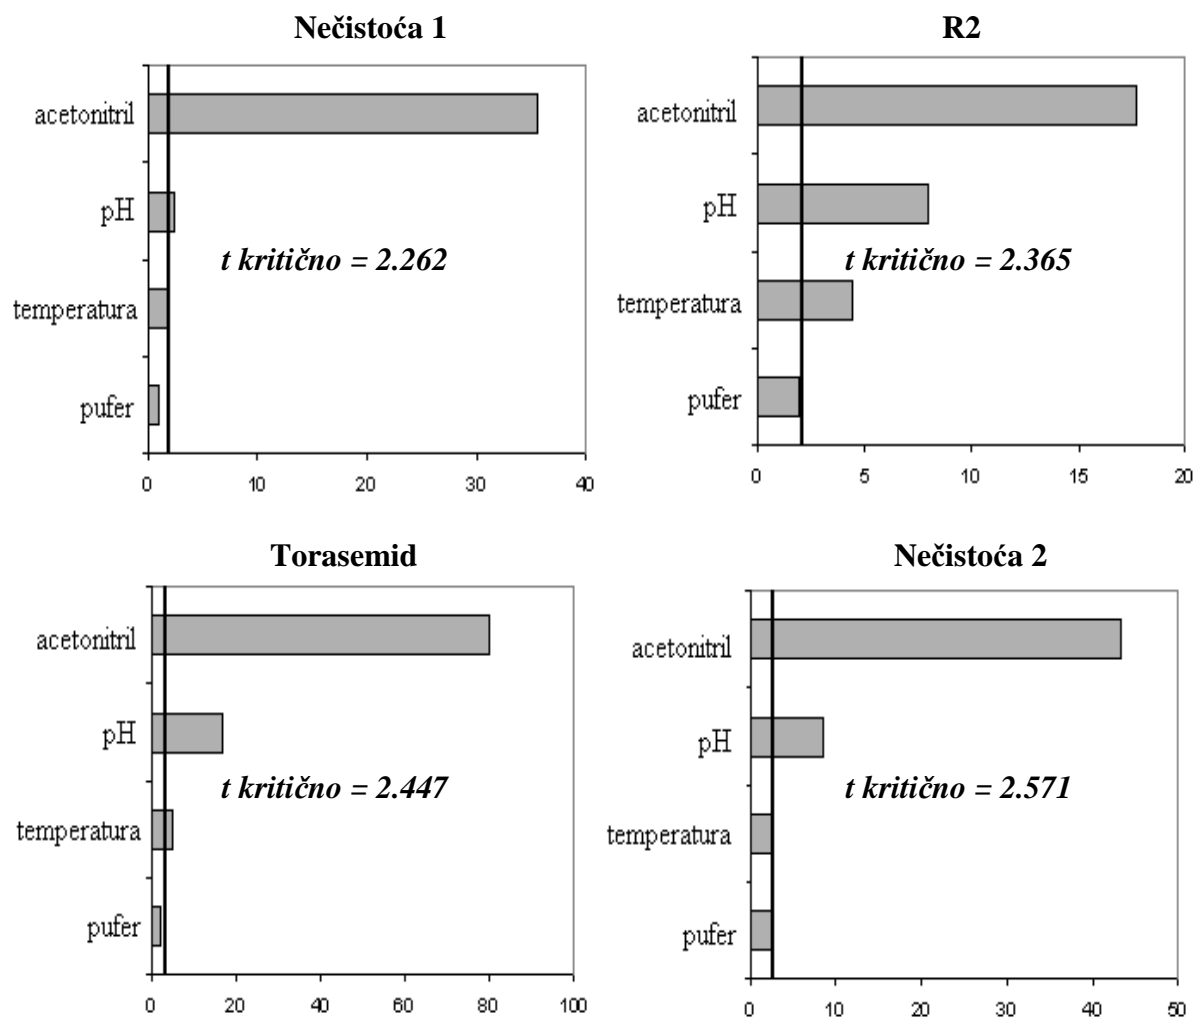 Nečistoća 1
acetonitril
pH
t kritično = 2.262
temperatura
pufer
0 10 20 30 40
R2
acetonitril
pH
t kritično = 2.365
temperatura
pufer
0 5 10 15 20
Torasemid
acetonitril
pH
t kritično = 2.447
temperatura
pufer
0 20 40 60 80 100
Nečistoća 2
acetonitril
pH
t kritično = 2.571
temperatura
pufer
0 10 20 30 40 50